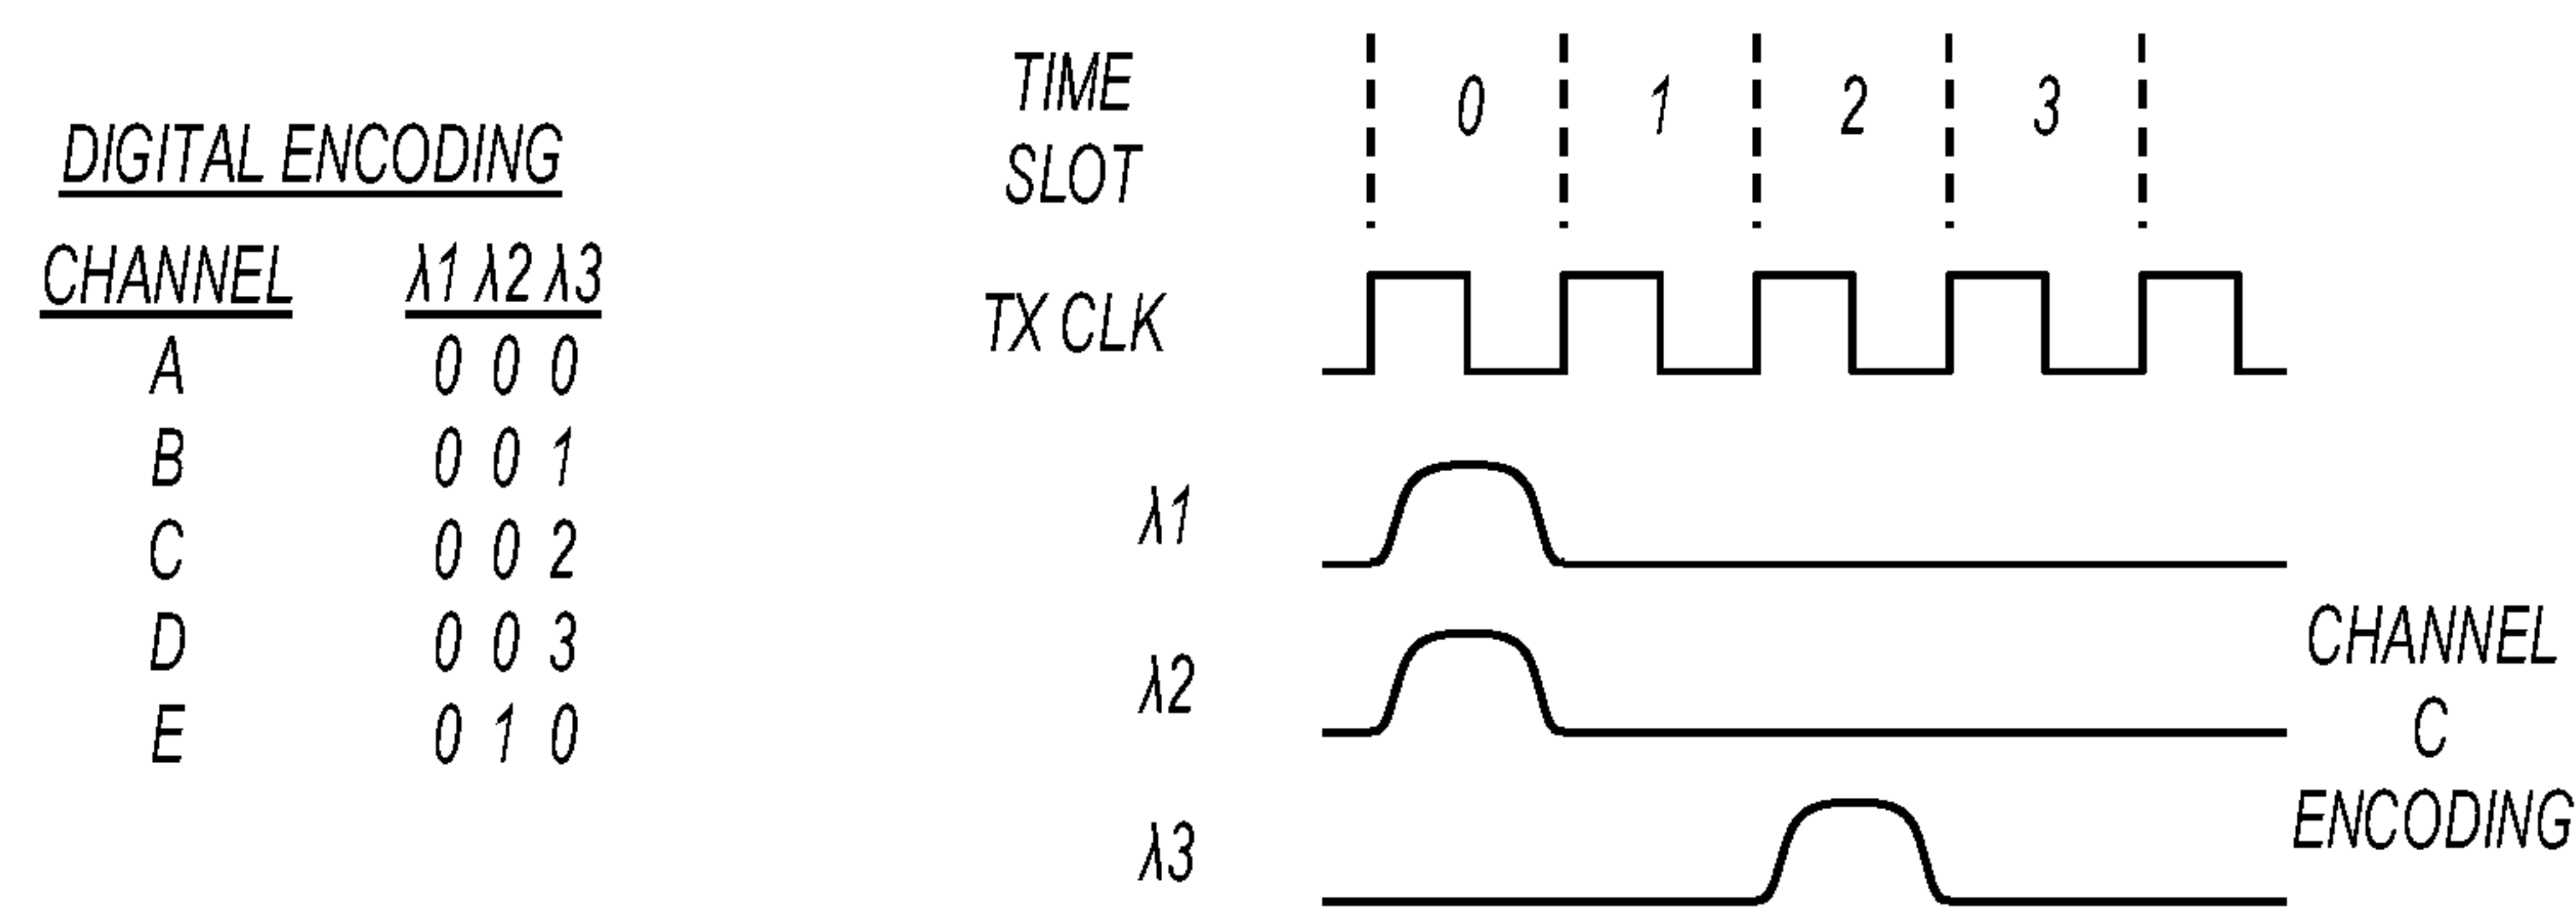 DIGITAL ENCODING
CHANNEL λ1 λ2 λ3
A 0 0 0
B 0 0 1
C 0 0 2
D 0 0 3
E 0 1 0
TIME
SLOT
0 1 2 3
TX CLK
λ1
λ2
λ3
CHANNEL
C
ENCODING